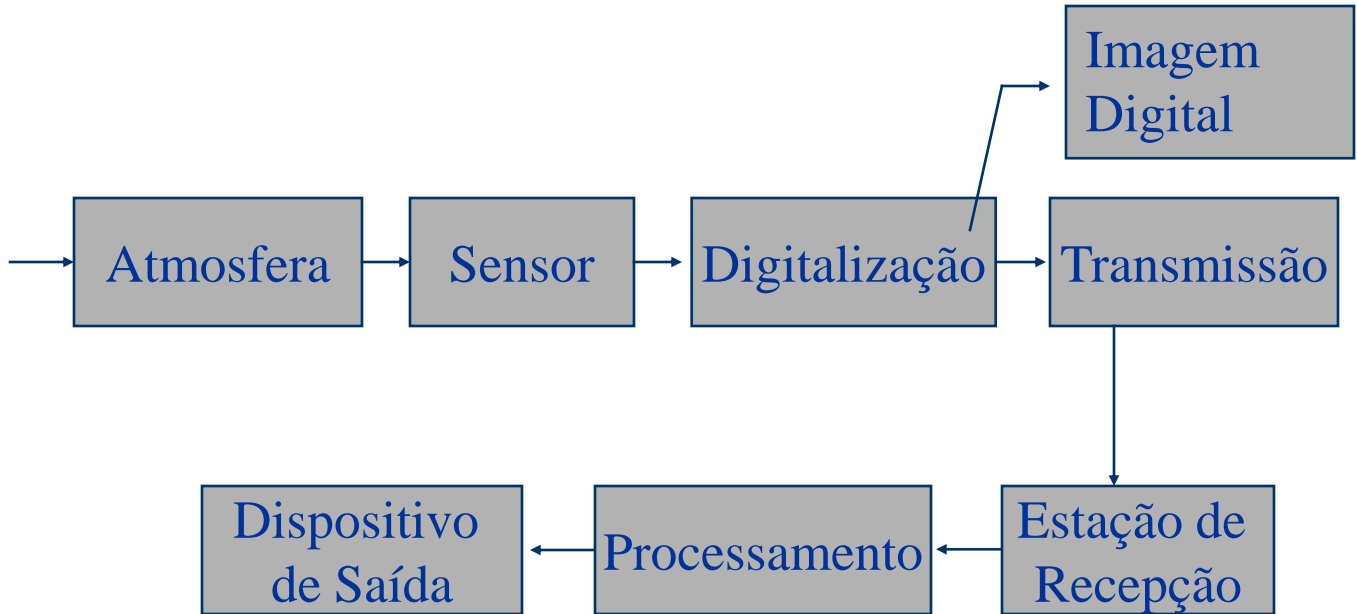 Imagem
Digital
Atmosfera
Sensor
Digitalização
Transmissão
Dispositivo
de Saída
Processamento
Estação de
Recepção